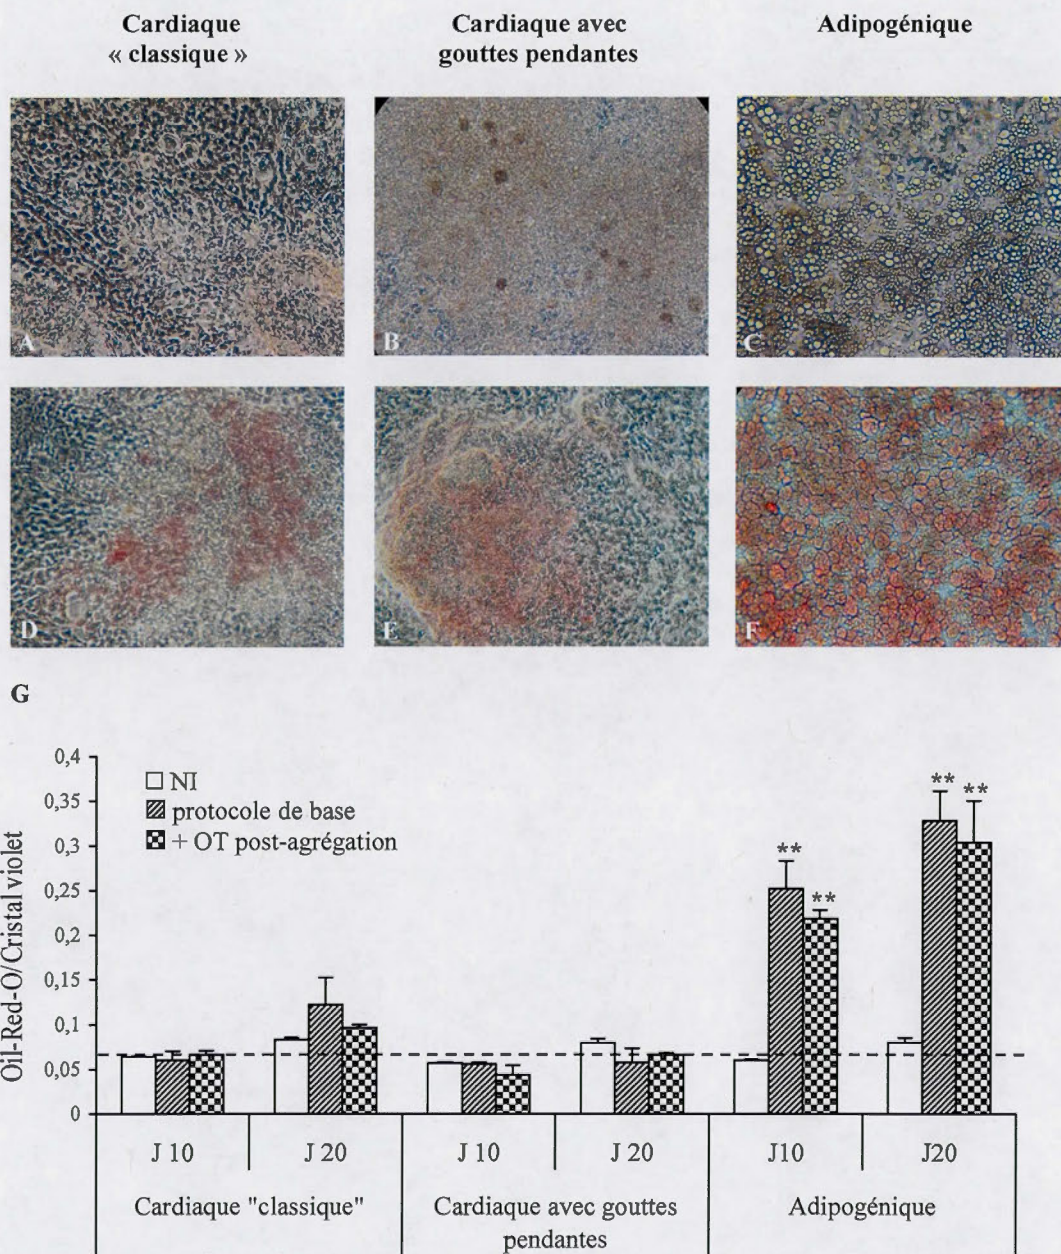 Cardiaque
« classique »
Cardiaque avec
gouttes pendantes
Adipogénique
A
B
C
D
E
F
G
0,4
0,35
0,3
0,25
0,2
0,15
0,1
0,05
0
Oil-Red-O/Cristal violet
NI
protocole de base
+ OT post-agrégation
**
**
**
**
J 10
J 20
J 10
J 20
J10
J20
Cardiaque "classique"
Cardiaque avec gouttes
pendantes
Adipogénique